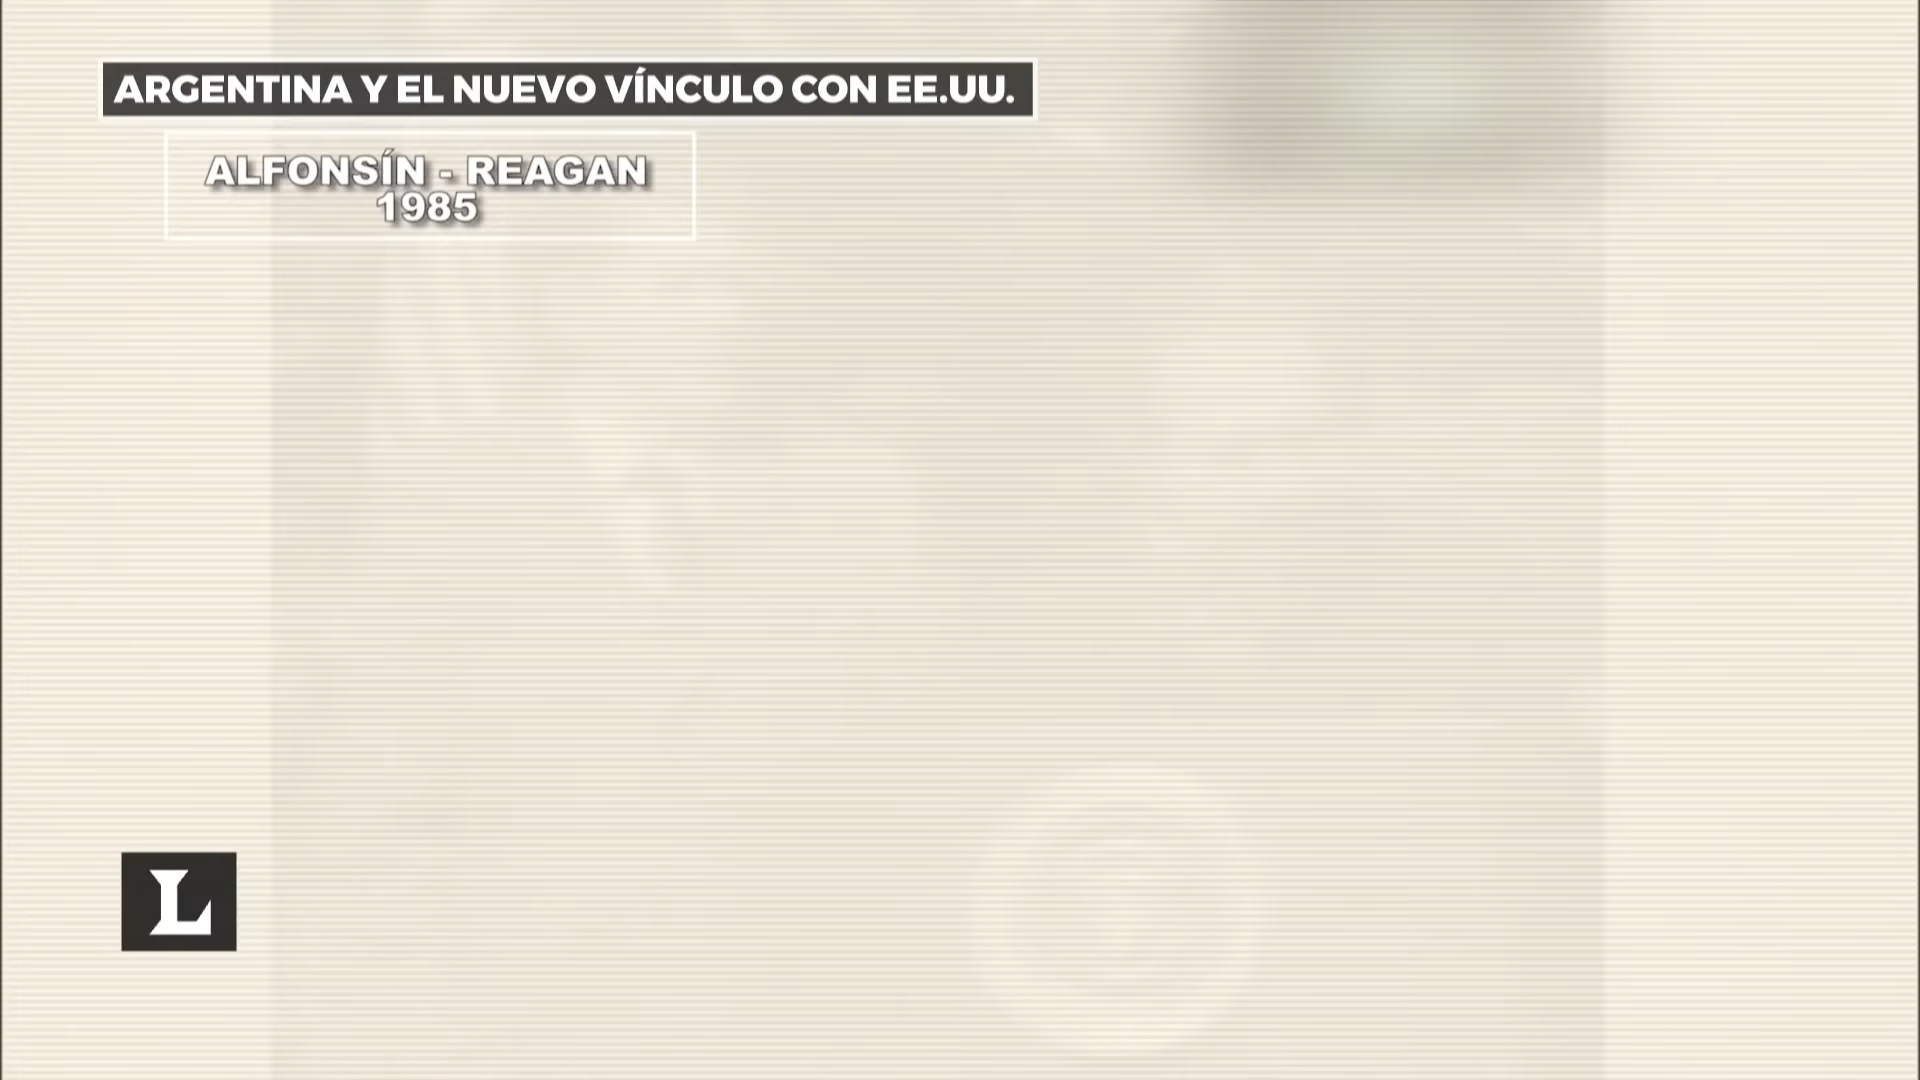 ARGENTINA Y EL NUEVO VÍNCULO CON EE.UU.
ALFONSÍN - REAGAN
1985
L